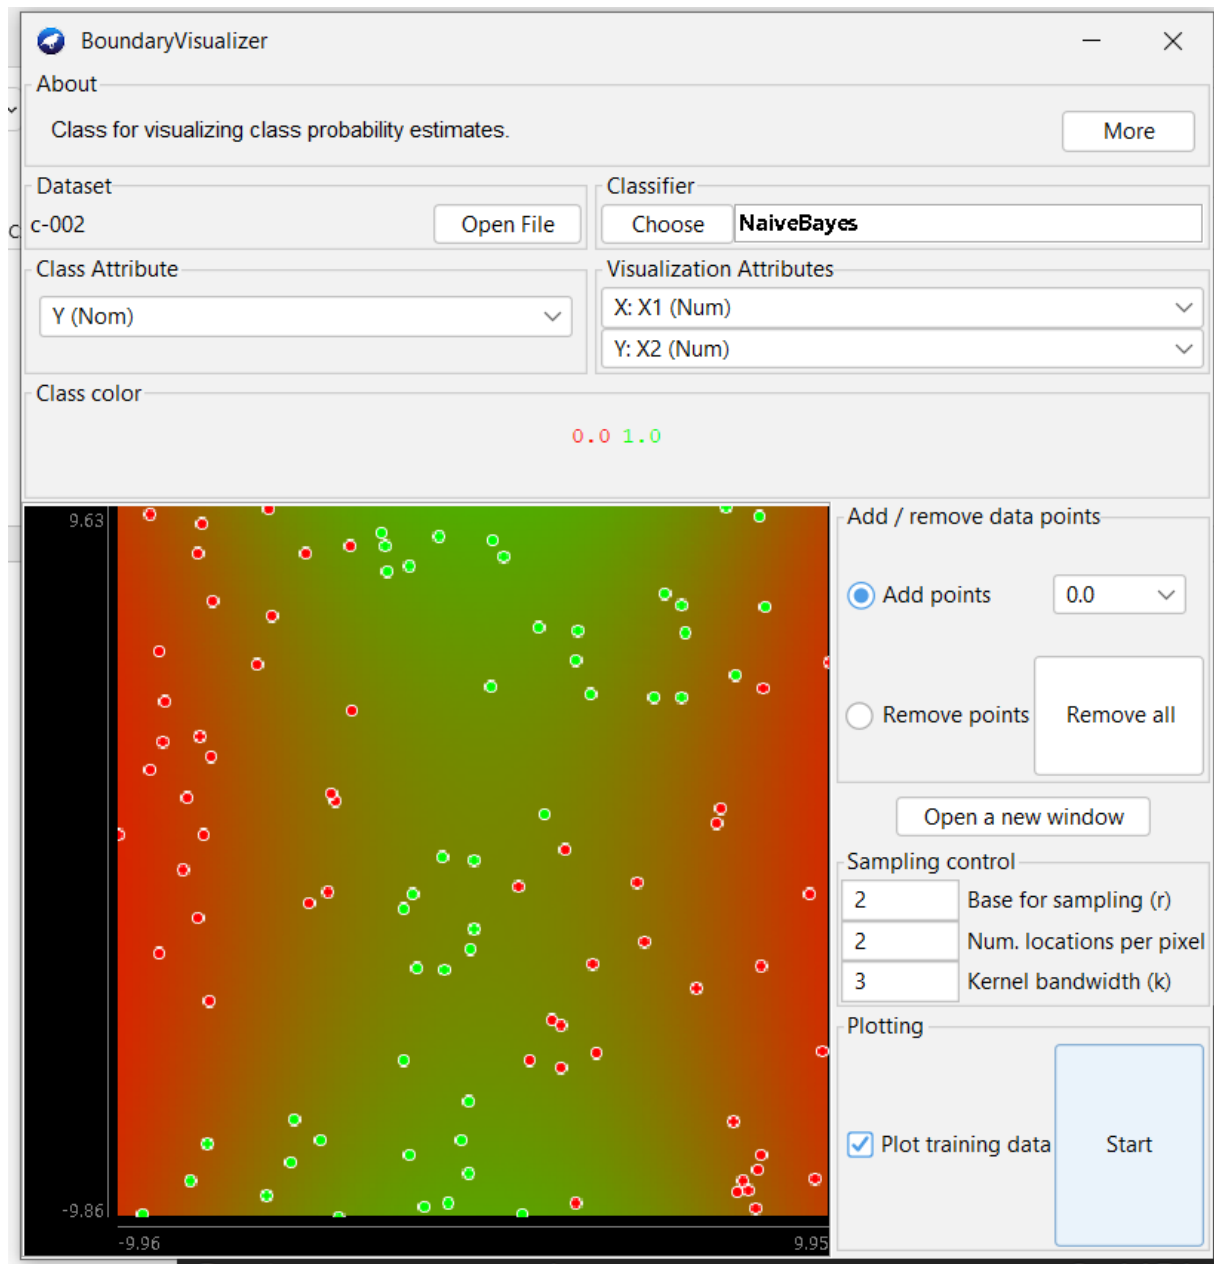 BoundaryVisualizer
About
Class for visualizing class probability estimates.
More
Dataset
c-002
Open File
Classifier
Choose
NaiveBayes
Class Attribute
Y (Nom)
Visualization Attributes
X: X1 (Num)
Y: X2 (Num)
Class color
0.0 1.0
9.63
-9.86
-9.96
9.95
Add / remove data points
Add points
0.0
Remove points
Remove all
Open a new window
Sampling control
2
Base for sampling (r)
2
Num. locations per pixel
3
Kernel bandwidth (k)
Plotting
Plot training data
Start